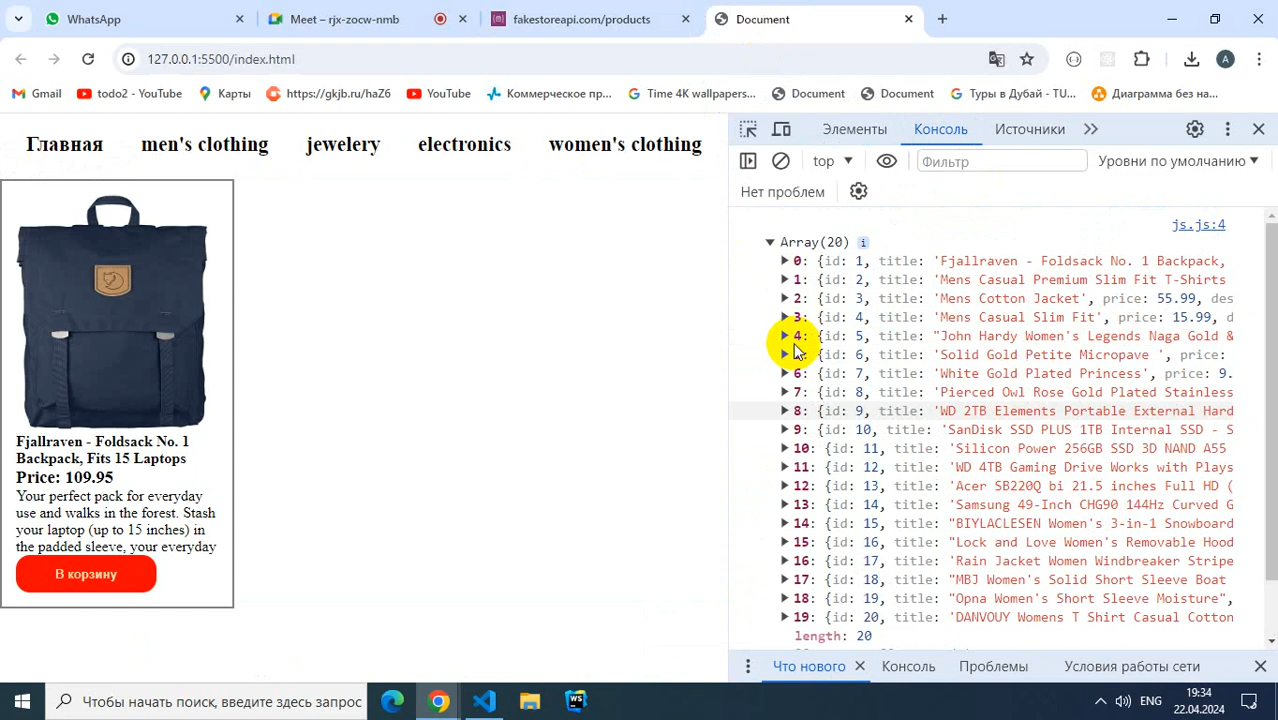 WhatsApp
Meet – rjx-zocw-nmb
fakestoreapi.com/products
Document
127.0.0.1:5500/index.html
A
Gmail
todo2 - YouTube
Карты
https://gkjb.ru/haZ6
YouTube
Коммерческое пр...
Time 4K wallpapers...
Document
Document
Туры в Дубай - TU...
Диаграмма без на...
Главная men's clothing jewelery electronics women's clothing
Fjallraven - Foldsack No. 1
Backpack, Fits 15 Laptops
Price: 109.95
Your perfect pack for everyday
use and walks in the forest. Stash
your laptop (up to 15 inches) in
the padded sleeve, your everyday
В корзину
Элементы Консоль Источники
top Фильтр Уровни по умолчанию
Нет проблем
js.js:4
Array(20) i
0: {id: 1, title: 'Fjallraven - Foldsack No. 1 Backpack,
1: {id: 2, title: 'Mens Casual Premium Slim Fit T-Shirts
2: {id: 3, title: 'Mens Cotton Jacket', price: 55.99, des
3: {id: 4, title: 'Mens Casual Slim Fit', price: 15.99, d
4: {id: 5, title: "John Hardy Women's Legends Naga Gold &
{id: 6, title: 'Solid Gold Petite Micropave ', price:
6: {id: 7, title: 'White Gold Plated Princess', price: 9.
7: {id: 8, title: 'Pierced Owl Rose Gold Plated Stainless
8: {id: 9, title: 'WD 2TB Elements Portable External Hard
9: {id: 10, title: 'SanDisk SSD PLUS 1TB Internal SSD - S
10: {id: 11, title: 'Silicon Power 256GB SSD 3D NAND A55
11: {id: 12, title: 'WD 4TB Gaming Drive Works with Plays
12: {id: 13, title: 'Acer SB220Q bi 21.5 inches Full HD (
13: {id: 14, title: 'Samsung 49-Inch CHG90 144Hz Curved G
14: {id: 15, title: "BIYLACLESEN Women's 3-in-1 Snowboard
15: {id: 16, title: "Lock and Love Women's Removable Hood
16: {id: 17, title: 'Rain Jacket Women Windbreaker Stripe
17: {id: 18, title: "MBJ Women's Solid Short Sleeve Boat
18: {id: 19, title: "Opna Women's Short Sleeve Moisture",
19: {id: 20, title: 'DANVOUY Womens T Shirt Casual Cotton
length: 20
Что нового Консоль Проблемы Условия работы сети
Чтобы начать поиск, введите здесь запрос
WS
ENG
19:34
22.04.2024